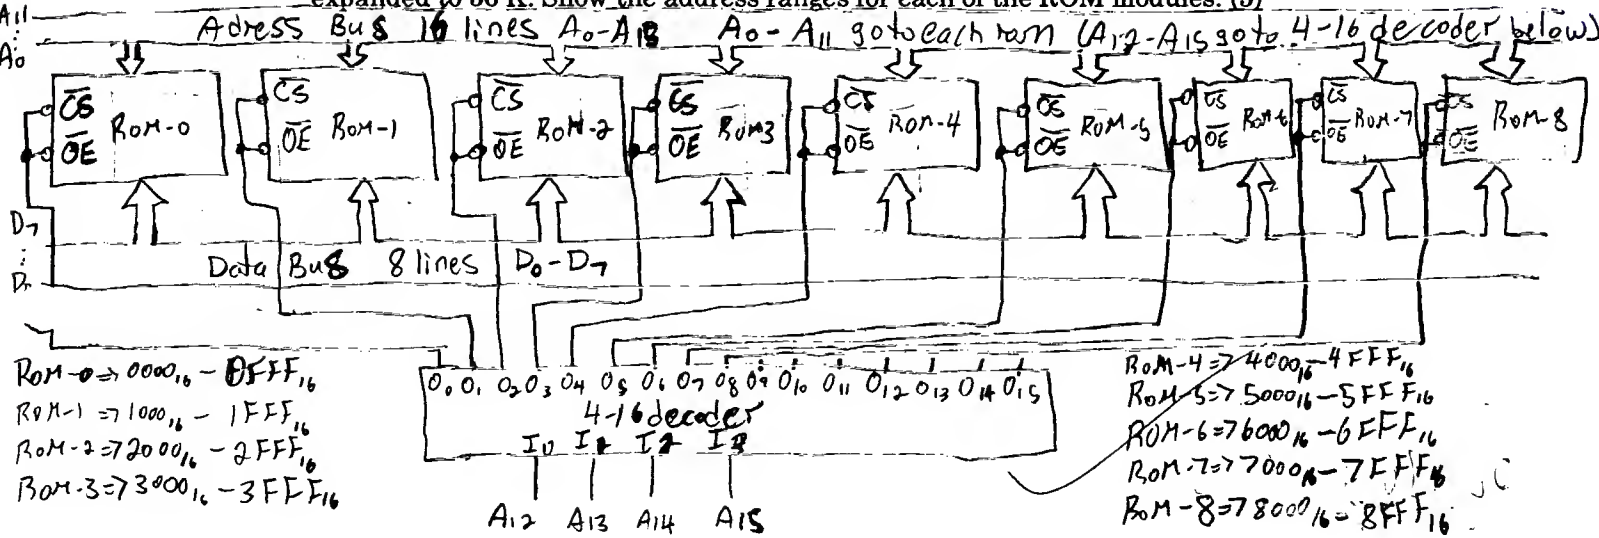 expanded to 36 K. Show the address ranges for each of the ROM modules. (5)
A11
A0
Adress Bus 16 lines A0-A15 A0-A11 go to each rom (A12-A15 go to 4-16 decoder below)
CS CS CS CS CS CS CS CS CS
ROM-0 ROM-1 ROM-2 ROM3 ROM-4 ROM-5 ROM-6 ROM-7 ROM-8
OE OE OE OE OE OE OE OE OE
D7
Data Bus 8 lines D0-D7
O0 O1 O2 O3 O4 O5 O6 O7 O8 O9 O10 O11 O12 O13 O14 O15
4-16 decoder
I0 I1 I2 I3
A12 A13 A14 A15
ROM-0 => 0000₁₆ - 0FFF₁₆
ROM-1 => 1000₁₆ - 1FFF₁₆
ROM-2 => 2000₁₆ - 2FFF₁₆
ROM-3 => 3000₁₆ - 3FFF₁₆
ROM-4 => 4000₁₆ - 4FFF₁₆
ROM-5 => 5000₁₆ - 5FFF₁₆
ROM-6 => 6000₁₆ - 6FFF₁₆
ROM-7 => 7000₁₆ - 7FFF₁₆
ROM-8 => 8000₁₆ - 8FFF₁₆